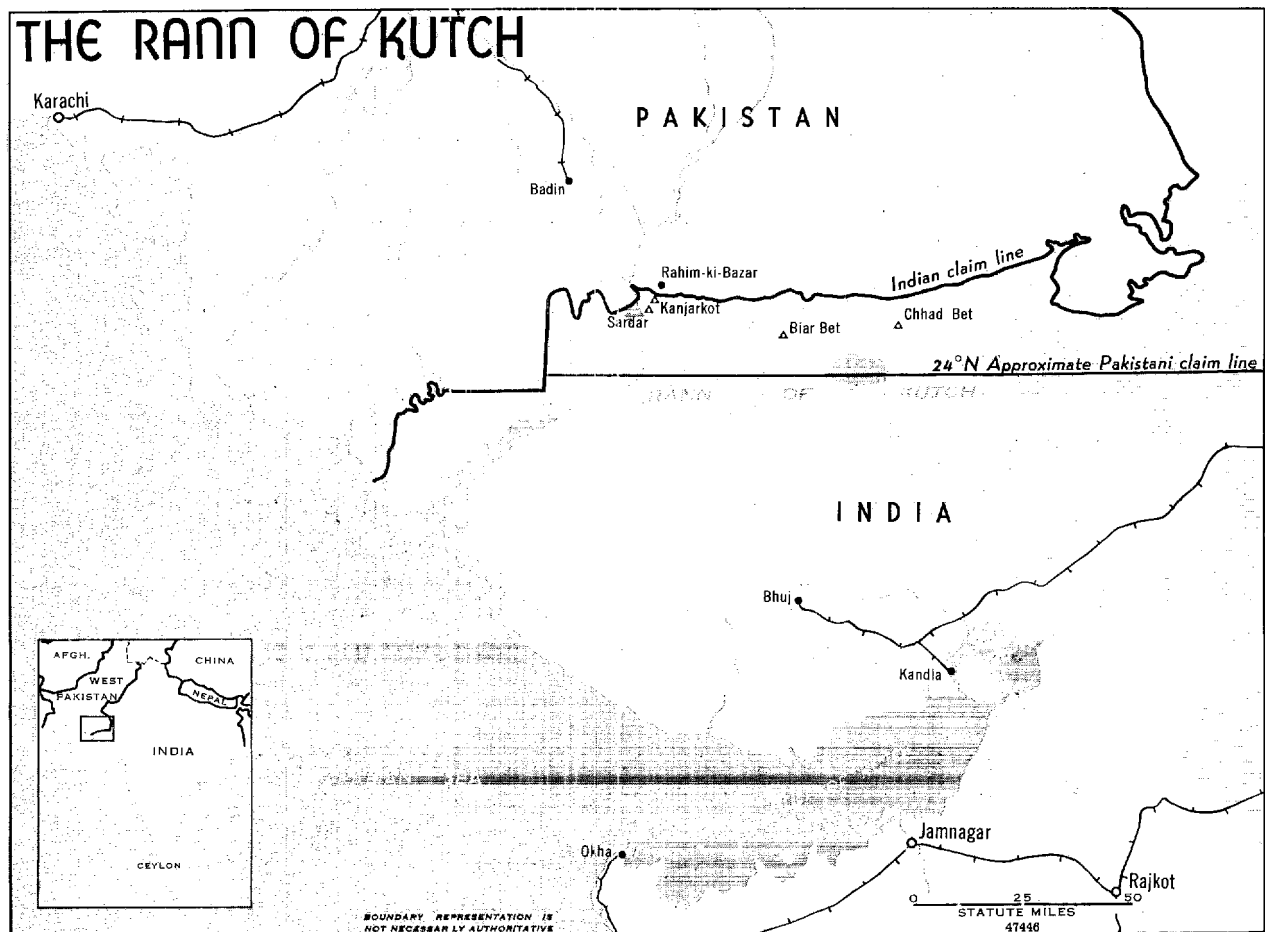 THE RANN OF KUTCH
Karachi
PAKISTAN
Badin
Rahim-ki-Bazar
Indian claim line
Kanjarkot
Sardar
Biar Bet
Chhad Bet
24°N Approximate Pakistani claim line
RANN OF KUTCH
INDIA
Bhuj
Kandla
AFGH.
CHINA
WEST
PAKISTAN
NEPAL
INDIA
CEYLON
Okha
Jamnagar
Rajkot
0 25 50
STATUTE MILES
47446
BOUNDARY REPRESENTATION IS
NOT NECESSAR LY AUTHORITATIVE